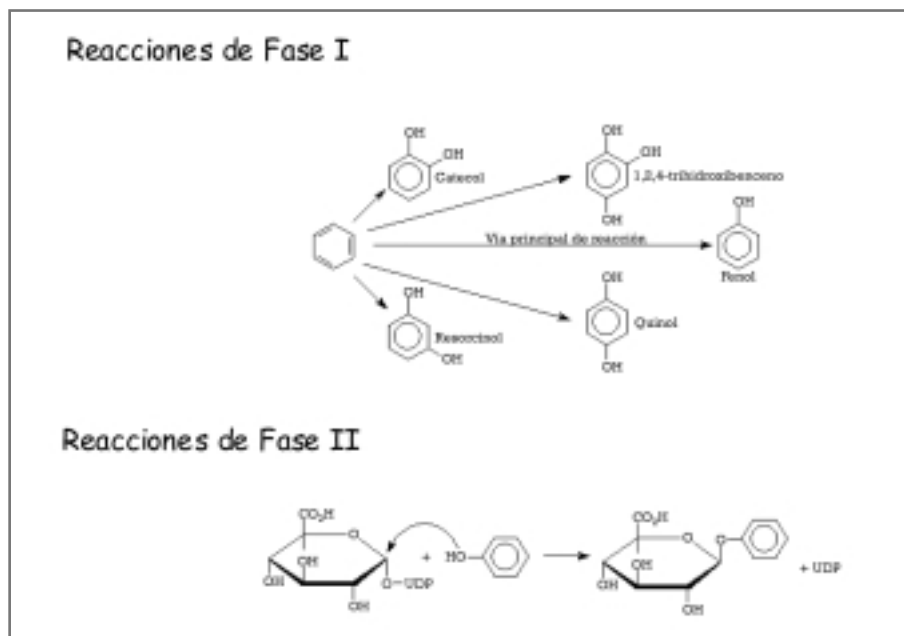 Reacciones de Fase I
OH
OH
Catecol
OH
OH
1,2,4-trihidroxibenceno
OH
Via principal de reacción
OH
Fenol
OH
Resorcinol
OH
OH
Quinol
OH
Reacciones de Fase II
CO₂H
O
OH
OH
OH
O-UDP
+
HO
CO₂H
O
O
OH
OH
OH
+ UDP